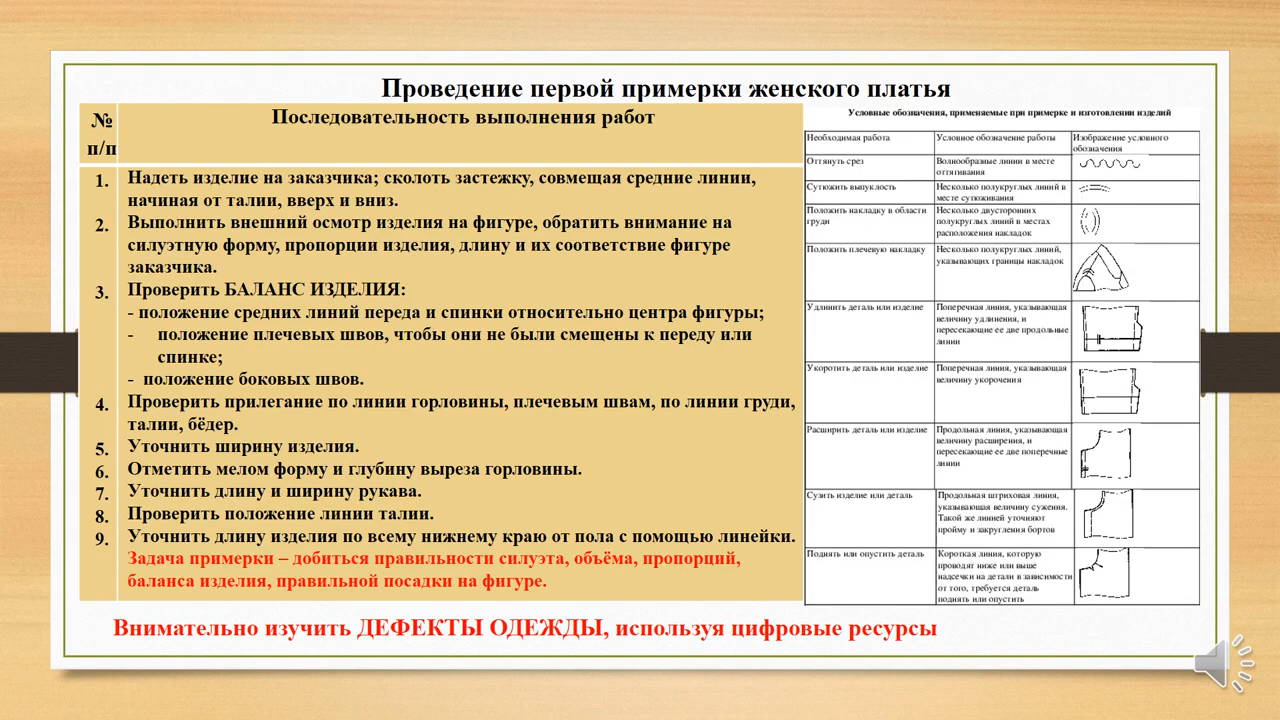 Проведение первой примерки женского платья
№
п/п
Последовательность выполнения работ
1.
Надеть изделие на заказчика; сколоть застежку, совмещая средние линии,
начиная от талии, вверх и вниз.
2.
Выполнить внешний осмотр изделия на фигуре, обратить внимание на
силуэтную форму, пропорции изделия, длину и их соответствие фигуре
заказчика.
3.
Проверить БАЛАНС ИЗДЕЛИЯ:
- положение средних линий переда и спинки относительно центра фигуры;
- положение плечевых швов, чтобы они не были смещены к переду или
спинке;
- положение боковых швов.
4.
Проверить прилегание по линии горловины, плечевым швам, по линии груди,
талии, бёдер.
5.
Уточнить ширину изделия.
6.
Отметить мелом форму и глубину выреза горловины.
7.
Уточнить длину и ширину рукава.
8.
Проверить положение линии талии.
9.
Уточнить длину изделия по всему нижнему краю от пола с помощью линейки.
Задача примерки – добиться правильности силуэта, объёма, пропорций,
баланса изделия, правильной посадки на фигуре.
Условные обозначения, применяемые при примерке и изготовлении изделий
Необходимая работа
Условное обозначение работы
Изображение условного
обозначения
Оттянуть срез
Волнообразные линии в месте
оттягивания
Сутюжить выпуклость
Несколько полукруглых линий в
месте сутюживания
Положить накладку в области
груди
Несколько двусторонних
полукруглых линий в местах
расположения накладок
Положить плечевую накладку
Несколько полукруглых линий,
указывающих границы накладок
Удлинить деталь или изделие
Поперечная линия, указывающая
величину удлинения, и
пересекающие ее две продольные
линии
Укоротить деталь или изделие
Поперечная линия, указывающая
величину укорочения
Расширить деталь или изделие
Продольная линия, указывающая
величину расширения, и
пересекающие ее две поперечные
линии
Сузить изделие или деталь
Продольная штриховая линия,
указывающая величину сужения.
Такой же линией уточняют
пройму и закругления бортов
Поднять или опустить деталь
Короткая линия, которую
проводят ниже или выше
надсечки на детали в зависимости
от того, требуется деталь
поднять или опустить
Внимательно изучить ДЕФЕКТЫ ОДЕЖДЫ, используя цифровые ресурсы